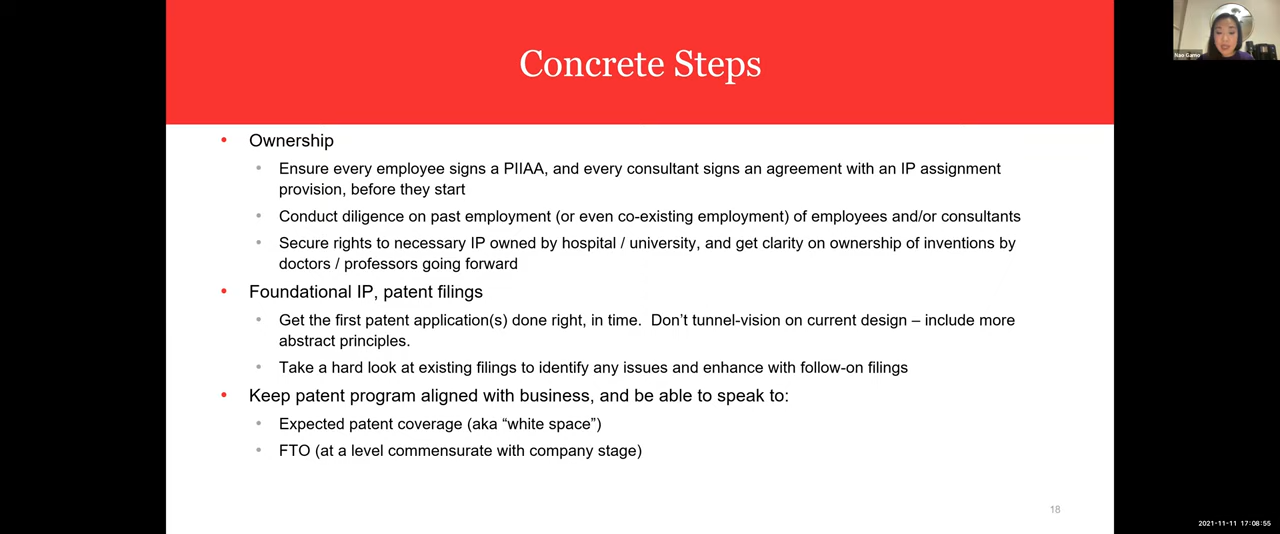 Concrete Steps
Nao Gamo
• Ownership
• Ensure every employee signs a PIIAA, and every consultant signs an agreement with an IP assignment
provision, before they start
• Conduct diligence on past employment (or even co-existing employment) of employees and/or consultants
• Secure rights to necessary IP owned by hospital / university, and get clarity on ownership of inventions by
doctors / professors going forward
• Foundational IP, patent filings
• Get the first patent application(s) done right, in time.  Don’t tunnel-vision on current design – include more
abstract principles.
• Take a hard look at existing filings to identify any issues and enhance with follow-on filings
• Keep patent program aligned with business, and be able to speak to:
• Expected patent coverage (aka “white space”)
• FTO (at a level commensurate with company stage)
18
2021-11-11 17:08:55